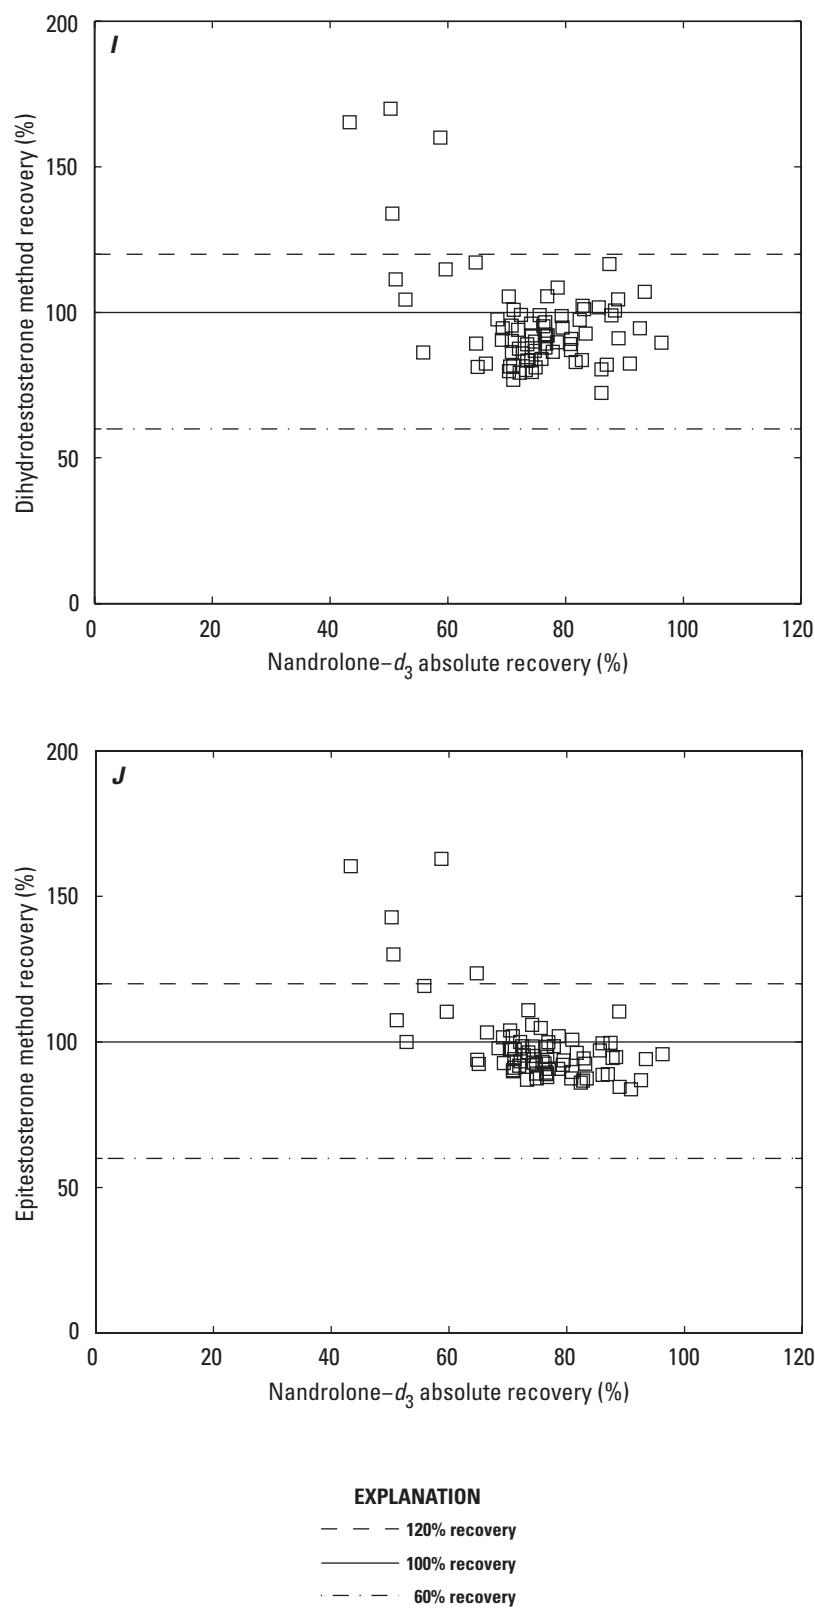 I
200
150
100
50
0
Dihydrotestosterone method recovery (%)
0 20 40 60 80 100 120
Nandrolone–d3 absolute recovery (%)
J
200
150
100
50
0
Epitestosterone method recovery (%)
0 20 40 60 80 100 120
Nandrolone–d3 absolute recovery (%)
EXPLANATION
120% recovery
100% recovery
60% recovery